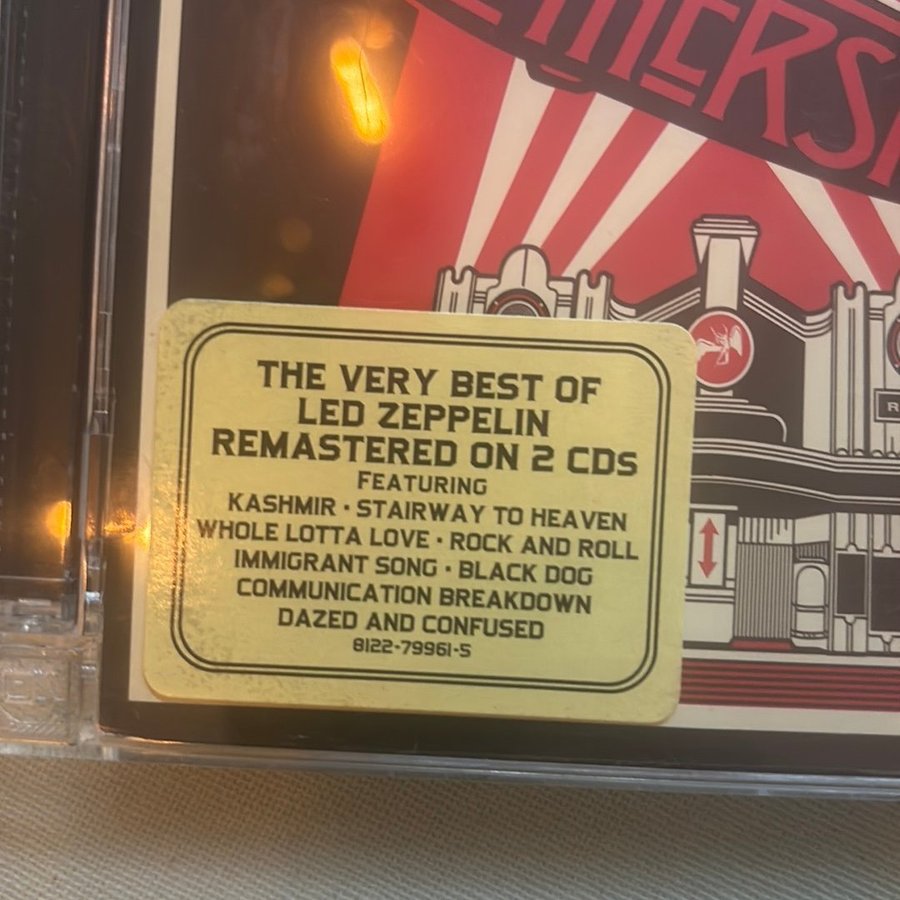 THE VERY BEST OF
LED ZEPPELIN
REMASTERED ON 2 CDS
FEATURING
KASHMIR · STAIRWAY TO HEAVEN
WHOLE LOTTA LOVE · ROCK AND ROLL
IMMIGRANT SONG · BLACK DOG
COMMUNICATION BREAKDOWN
DAZED AND CONFUSED
8122-79961-5